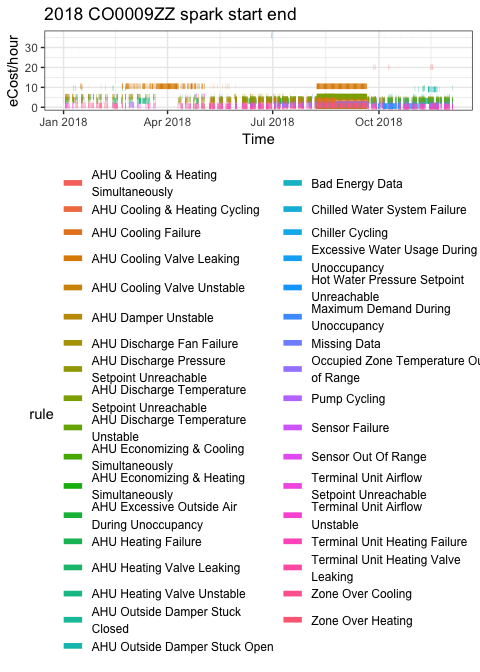 2018 CO0009ZZ spark start end
eCost/hour
30
20
10
0
Jan 2018
Apr 2018
Jul 2018
Oct 2018
Time
rule
AHU Cooling & Heating
Simultaneously
AHU Cooling & Heating Cycling
AHU Cooling Failure
AHU Cooling Valve Leaking
AHU Cooling Valve Unstable
AHU Damper Unstable
AHU Discharge Fan Failure
AHU Discharge Pressure
Setpoint Unreachable
AHU Discharge Temperature
Setpoint Unreachable
AHU Discharge Temperature
Unstable
AHU Economizing & Cooling
Simultaneously
AHU Economizing & Heating
Simultaneously
AHU Excessive Outside Air
During Unoccupancy
AHU Heating Failure
AHU Heating Valve Leaking
AHU Heating Valve Unstable
AHU Outside Damper Stuck
Closed
AHU Outside Damper Stuck Open
Bad Energy Data
Chilled Water System Failure
Chiller Cycling
Excessive Water Usage During
Unoccupancy
Hot Water Pressure Setpoint
Unreachable
Maximum Demand During
Unoccupancy
Missing Data
Occupied Zone Temperature Ou
of Range
Pump Cycling
Sensor Failure
Sensor Out Of Range
Terminal Unit Airflow
Setpoint Unreachable
Terminal Unit Airflow
Unstable
Terminal Unit Heating Failure
Terminal Unit Heating Valve
Leaking
Zone Over Cooling
Zone Over Heating